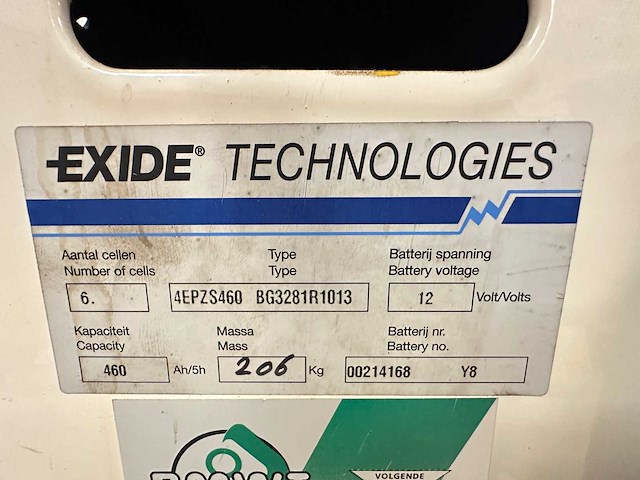 EXIDE® TECHNOLOGIES
Aantal cellen Type Batterij spanning
Number of cells Type Battery voltage
6. 4EPZS460 BG3281R1013 12 Volt/Volts
Kapaciteit Massa Batterij nr.
Capacity Mass Battery no.
460 Ah/5h 206 Kg 00214168 Y8
VOLGENDE